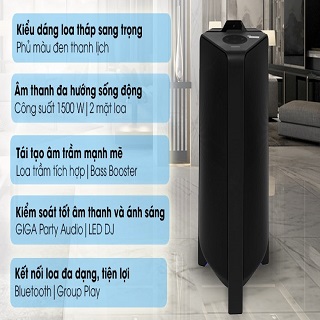 Kiểu dáng loa tháp sang trọng
Phủ màu đen thanh lịch
Âm thanh đa hướng sống động
Công suất 1500 W | 2 mặt loa
Tái tạo âm trầm mạnh mẽ
Loa trầm tích hợp | Bass Booster
Kiểm soát tốt âm thanh và ánh sáng
GIGA Party Audio | LED DJ
Kết nối loa đa dạng, tiện lợi
Bluetooth | Group Play